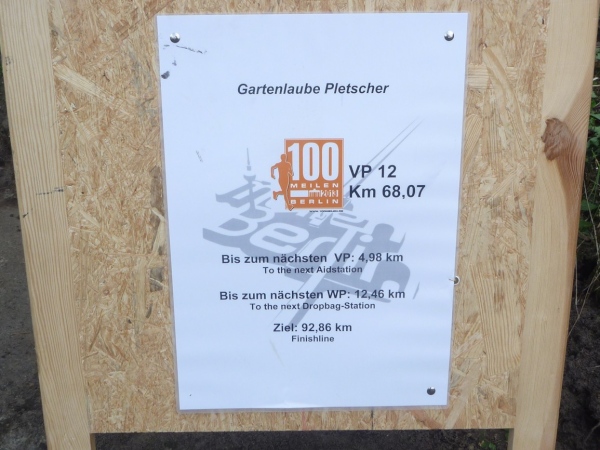 Gartenlaube Pletscher
100
MEILEN
2013
BERLIN
VP 12
Km 68,07
Berlin
Bis zum nächsten VP: 4,98 km
To the next Aidstation
Bis zum nächsten WP: 12,46 km
To the next Dropbag-Station
Ziel: 92,86 km
Finishline